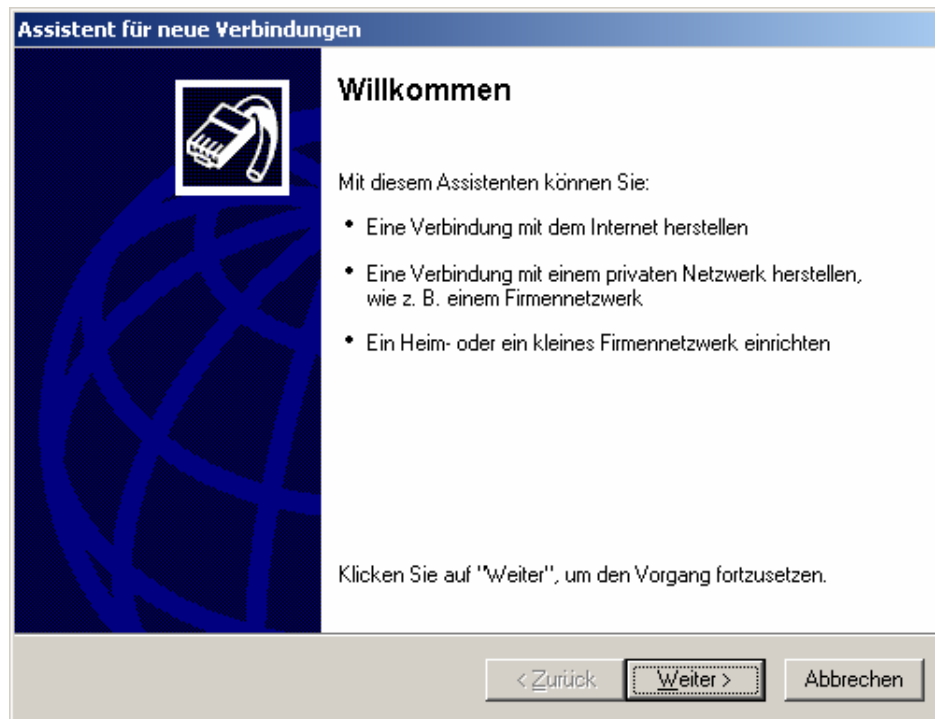 Assistent für neue Verbindungen
Willkommen
Mit diesem Assistenten können Sie:
• Eine Verbindung mit dem Internet herstellen
• Eine Verbindung mit einem privaten Netzwerk herstellen,
wie z. B. einem Firmennetzwerk
• Ein Heim- oder ein kleines Firmennetzwerk einrichten
Klicken Sie auf "Weiter", um den Vorgang fortzusetzen.
< Zurück Weiter > Abbrechen